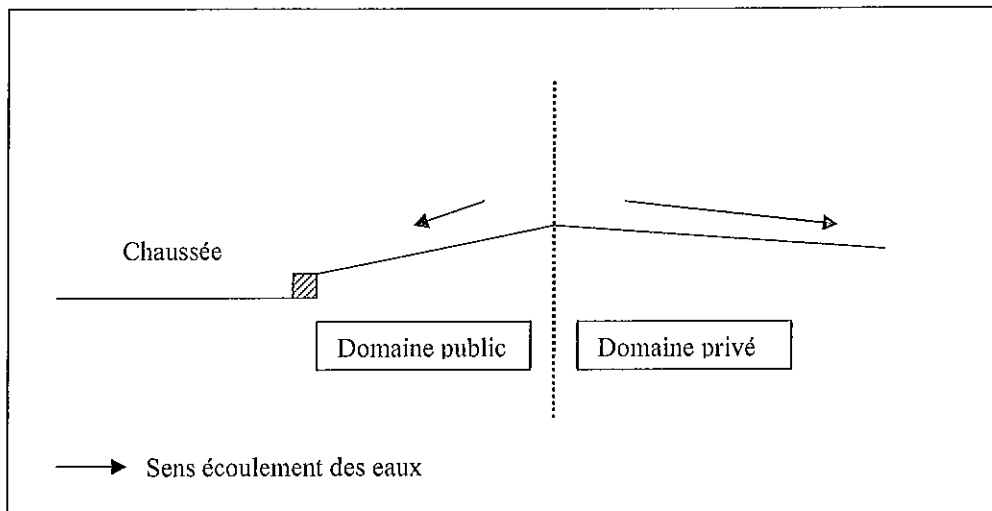 Chaussée
Domaine public
Domaine privé
Sens écoulement des eaux